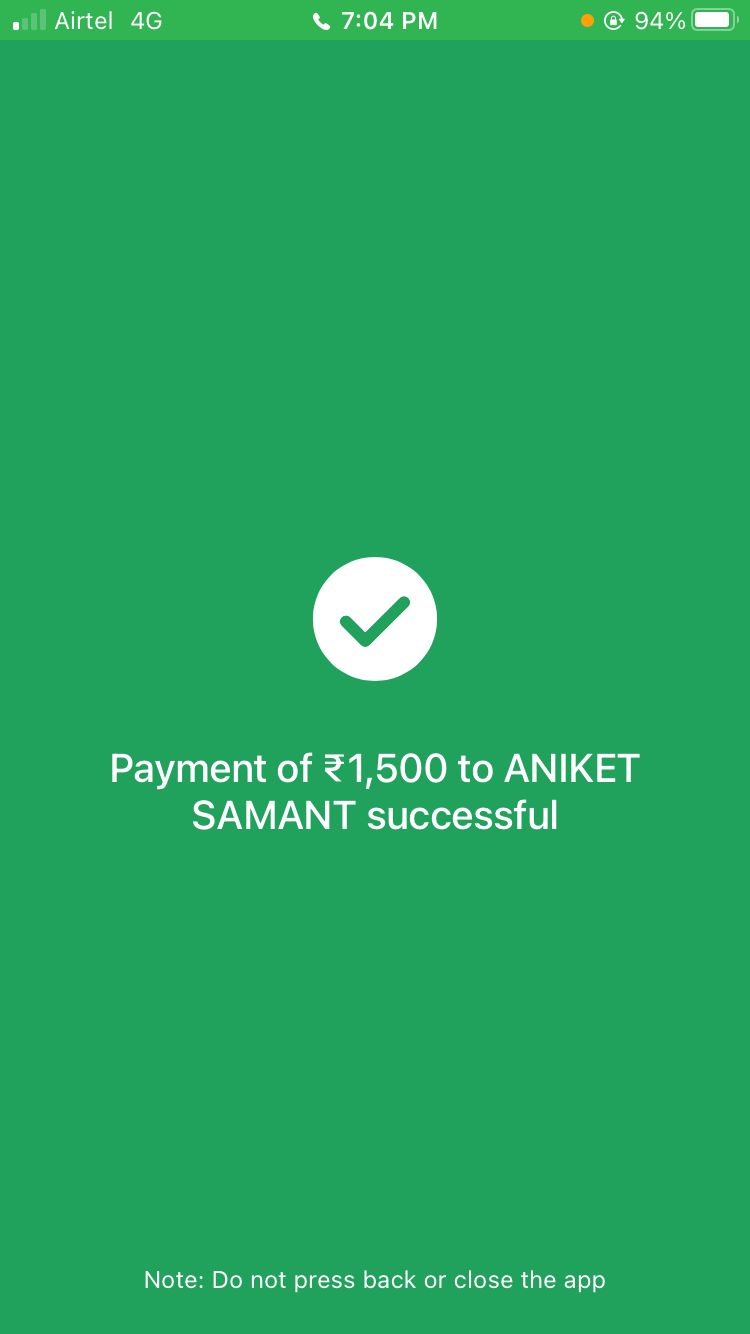 Airtel 4G 7:04 PM 94%
Payment of ₹1,500 to ANIKET
SAMANT successful
Note: Do not press back or close the app